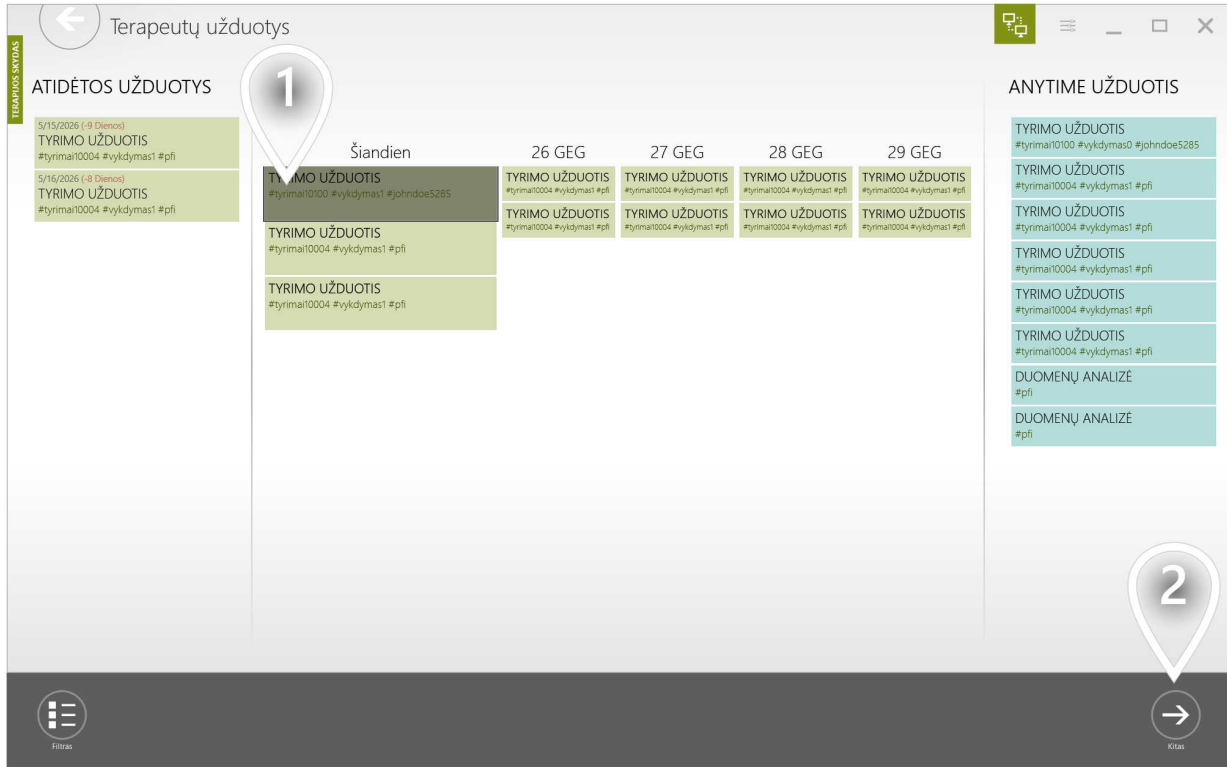 Terapeutų užduotys
TERAPIJOS SKYDAS
ATIDĖTOS UŽDUOTYS
5/15/2026 (-9 Dienos)
TYRIMO UŽDUOTIS
#tyrimai10004 #vykdymas1 #pfi
5/16/2026 (-8 Dienos)
TYRIMO UŽDUOTIS
#tyrimai10004 #vykdymas1 #pfi
1
Šiandien
TYRIMO UŽDUOTIS
#tyrimai10100 #vykdymas1 #johndoe5285
TYRIMO UŽDUOTIS
#tyrimai10004 #vykdymas1 #pfi
TYRIMO UŽDUOTIS
#tyrimai10004 #vykdymas1 #pfi
26 GEG
TYRIMO UŽDUOTIS
#tyrimai10004 #vykdymas1 #pfi
TYRIMO UŽDUOTIS
#tyrimai10004 #vykdymas1 #pfi
27 GEG
TYRIMO UŽDUOTIS
#tyrimai10004 #vykdymas1 #pfi
TYRIMO UŽDUOTIS
#tyrimai10004 #vykdymas1 #pfi
28 GEG
TYRIMO UŽDUOTIS
#tyrimai10004 #vykdymas1 #pfi
TYRIMO UŽDUOTIS
#tyrimai10004 #vykdymas1 #pfi
29 GEG
TYRIMO UŽDUOTIS
#tyrimai10004 #vykdymas1 #pfi
TYRIMO UŽDUOTIS
#tyrimai10004 #vykdymas1 #pfi
ANYTIME UŽDUOTIS
TYRIMO UŽDUOTIS
#tyrimai10100 #vykdymas0 #johndoe5285
TYRIMO UŽDUOTIS
#tyrimai10004 #vykdymas1 #pfi
TYRIMO UŽDUOTIS
#tyrimai10004 #vykdymas1 #pfi
TYRIMO UŽDUOTIS
#tyrimai10004 #vykdymas1 #pfi
TYRIMO UŽDUOTIS
#tyrimai10004 #vykdymas1 #pfi
TYRIMO UŽDUOTIS
#tyrimai10004 #vykdymas1 #pfi
DUOMENŲ ANALIZĖ
#pfi
DUOMENŲ ANALIZĖ
#pfi
2
Filtras
Kitas